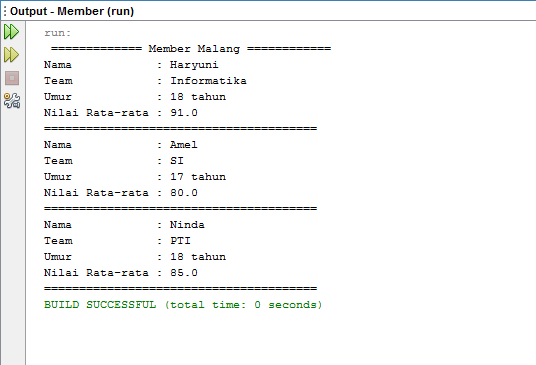 Output - Member (run)
run:
============= Member Malang ============
Nama : Haryuni
Team : Informatika
Umur : 18 tahun
Nilai Rata-rata : 91.0
=======================================
Nama : Amel
Team : SI
Umur : 17 tahun
Nilai Rata-rata : 80.0
=======================================
Nama : Ninda
Team : PTI
Umur : 18 tahun
Nilai Rata-rata : 85.0
=======================================
BUILD SUCCESSFUL (total time: 0 seconds)